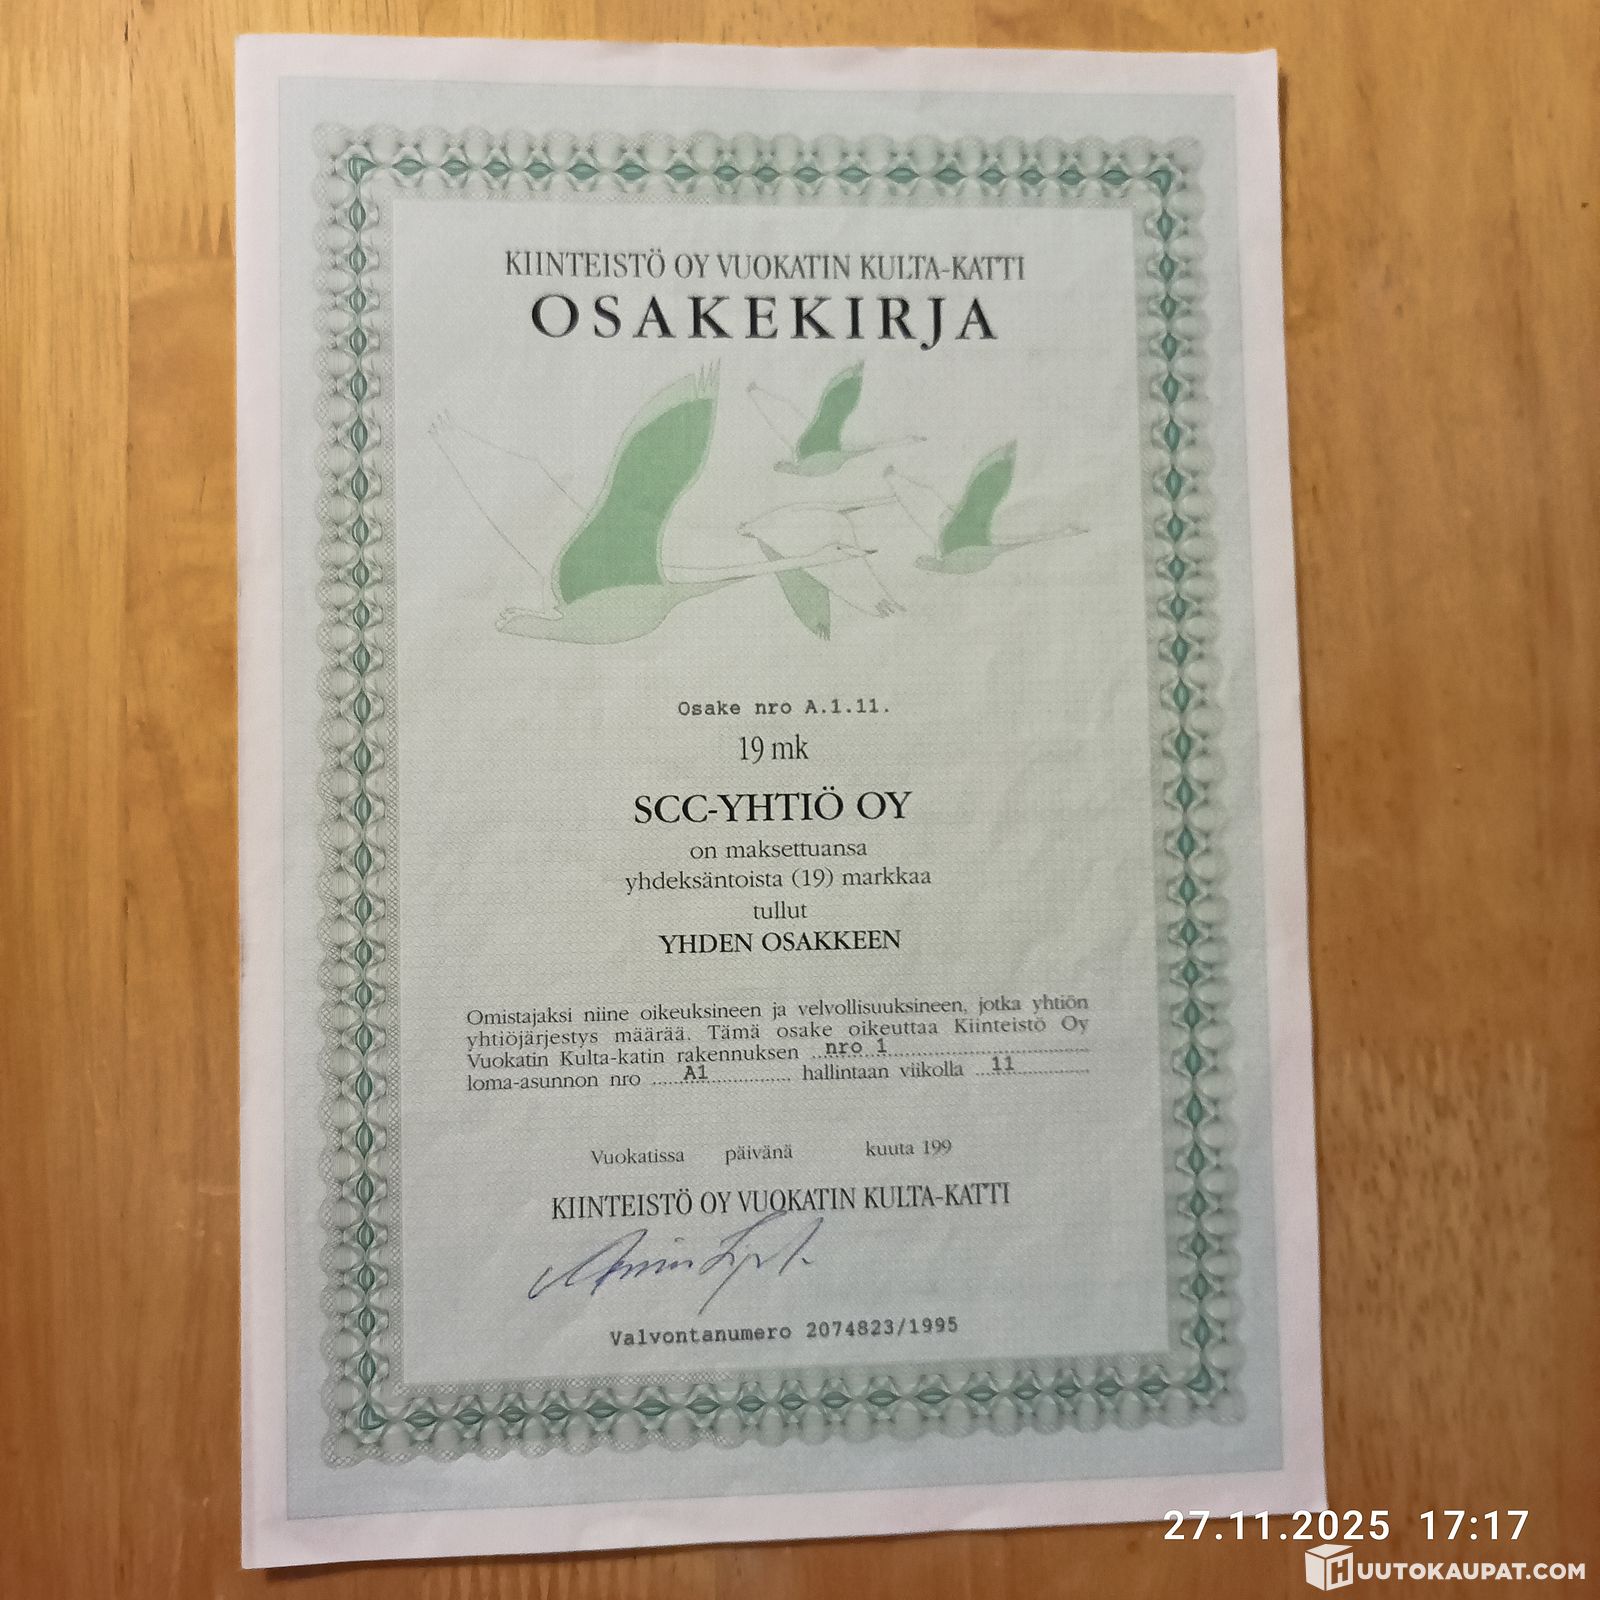 KIINTEISTÖ OY VUOKATIN KULTA-KATTI
OSAKEKIRJA
Osake nro A.1.11.
19 mk
SCC-YHTIÖ OY
on maksettuansa
yhdeksäntoista (19) markkaa
tullut
YHDEN OSAKKEEN
Omistajaksi niine oikeuksineen ja velvollisuuksineen, jotka yhtiön
yhtiöjärjestys määrää. Tämä osake oikeuttaa Kiinteistö Oy
Vuokatin Kulta-katin rakennuksen nro 1
loma-asunnon nro A1 hallintaan viikolla 11
Vuokatissa päivänä kuuta 199
KIINTEISTÖ OY VUOKATIN KULTA-KATTI
Valvontanumero 2074823/1995
27.11.2025 17:17
HUUTOKAUPAT.COM